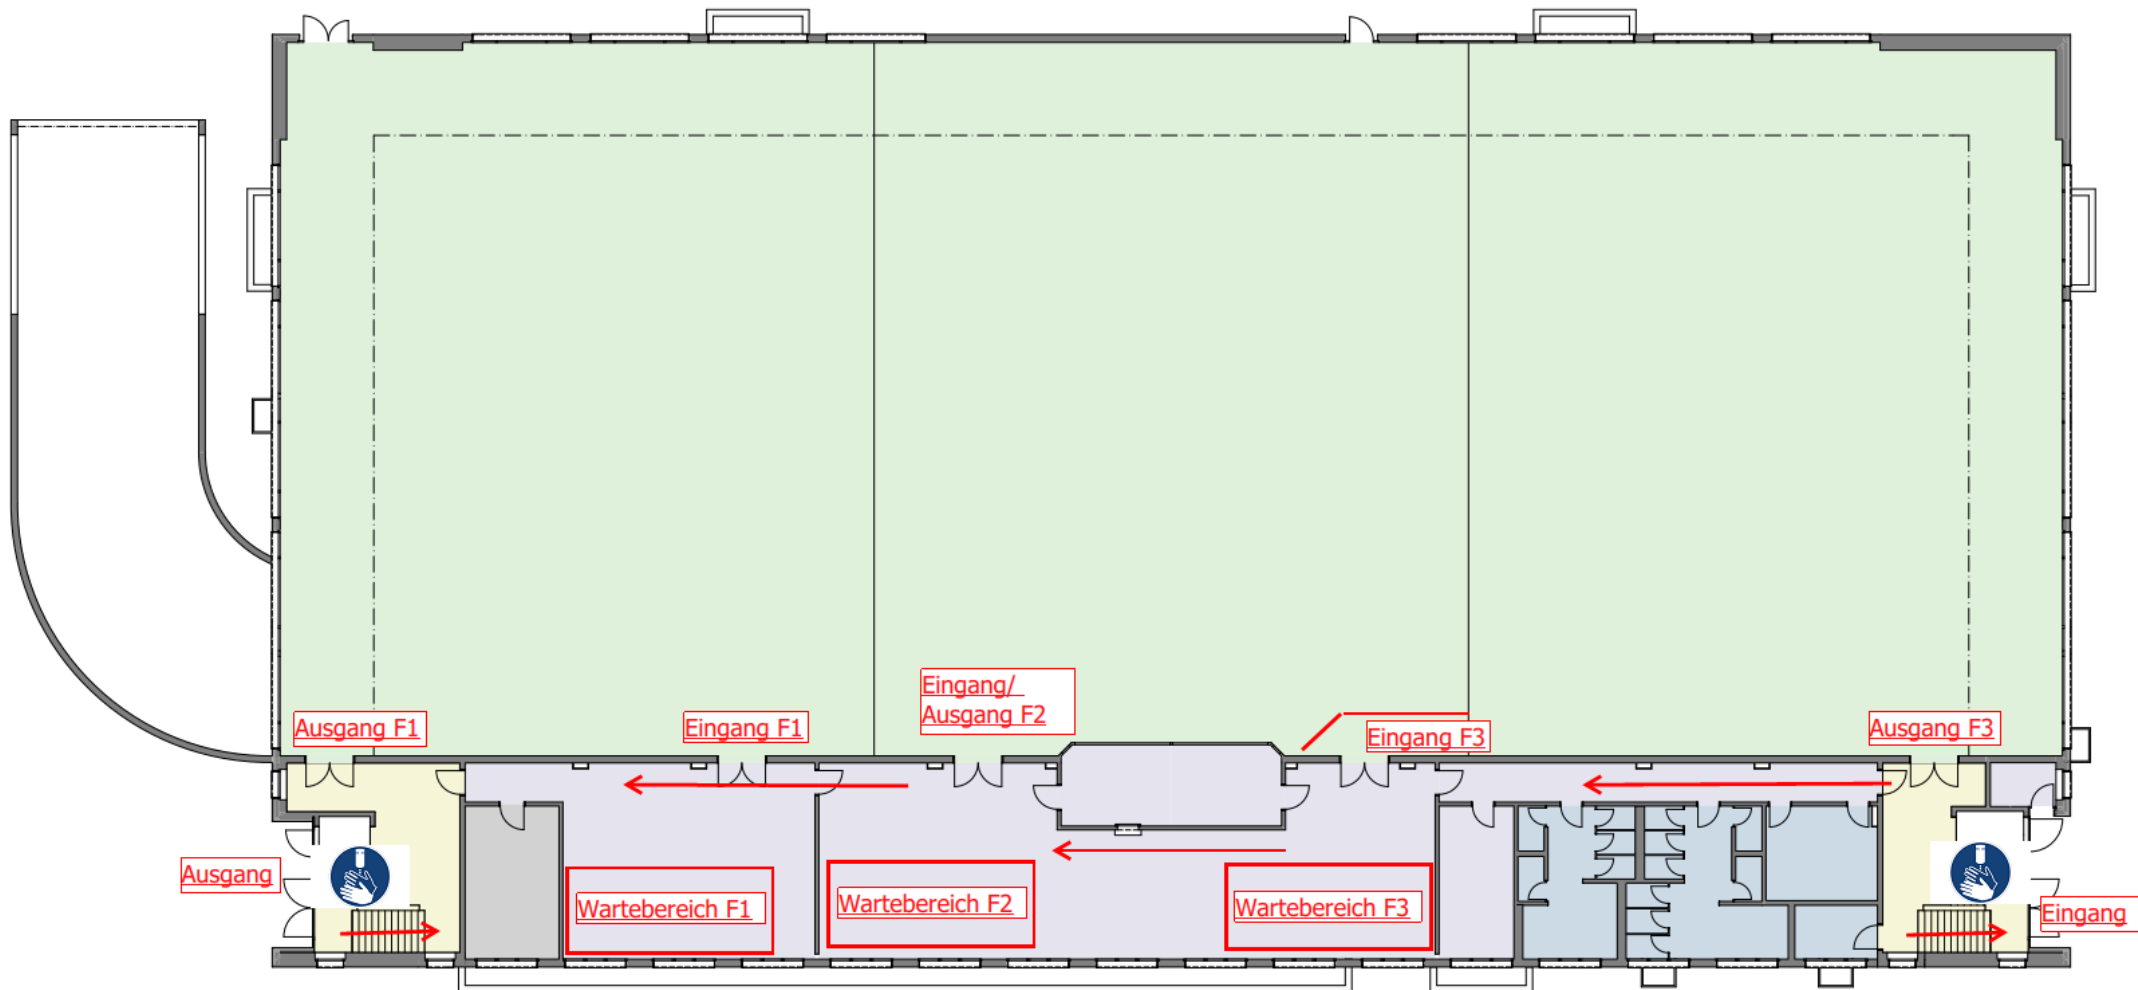 Eingang/
Ausgang F2
Ausgang F1
Eingang F1
Eingang F3
Ausgang F3
Ausgang
Wartebereich F1
Wartebereich F2
Wartebereich F3
Eingang